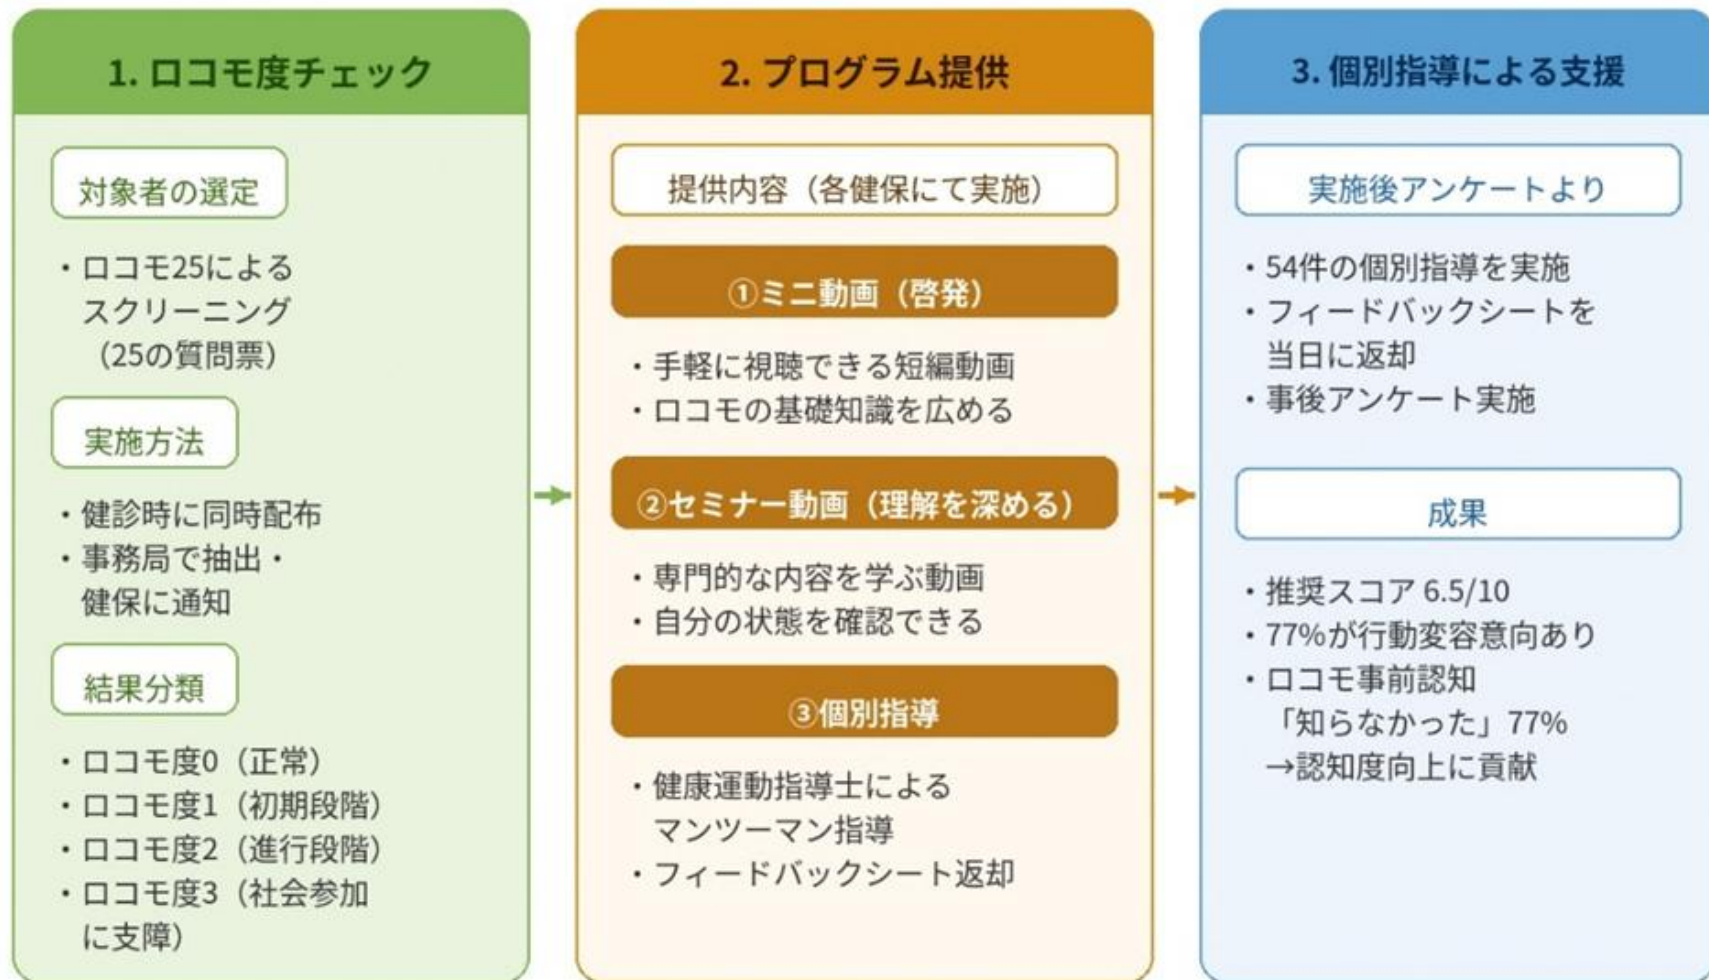 1. ロコモ度チェック
対象者の選定
・ロコモ25による
スクリーニング
（25の質問票）
実施方法
・健診時に同時配布
・事務局で抽出・
健保に通知
結果分類
・ロコモ度0（正常）
・ロコモ度1（初期段階）
・ロコモ度2（進行段階）
・ロコモ度3（社会参加
に支障）
2. プログラム提供
提供内容（各健保にて実施）
①ミニ動画（啓発）
・手軽に視聴できる短編動画
・ロコモの基礎知識を広める
②セミナー動画（理解を深める）
・専門的な内容を学ぶ動画
・自分の状態を確認できる
③個別指導
・健康運動指導士による
マンツーマン指導
・フィードバックシート返却
3. 個別指導による支援
実施後アンケートより
・54件の個別指導を実施
・フィードバックシートを
当日に返却
・事後アンケート実施
成果
・推奨スコア 6.5/10
・77%が行動変容意向あり
・ロコモ事前認知
「知らなかった」77%
→認知度向上に貢献